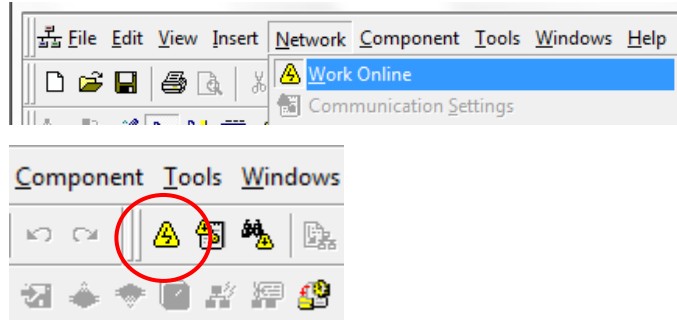 File Edit View Insert Network Component Tools Windows Help
Work Online
Communication Settings
Component Tools Windows